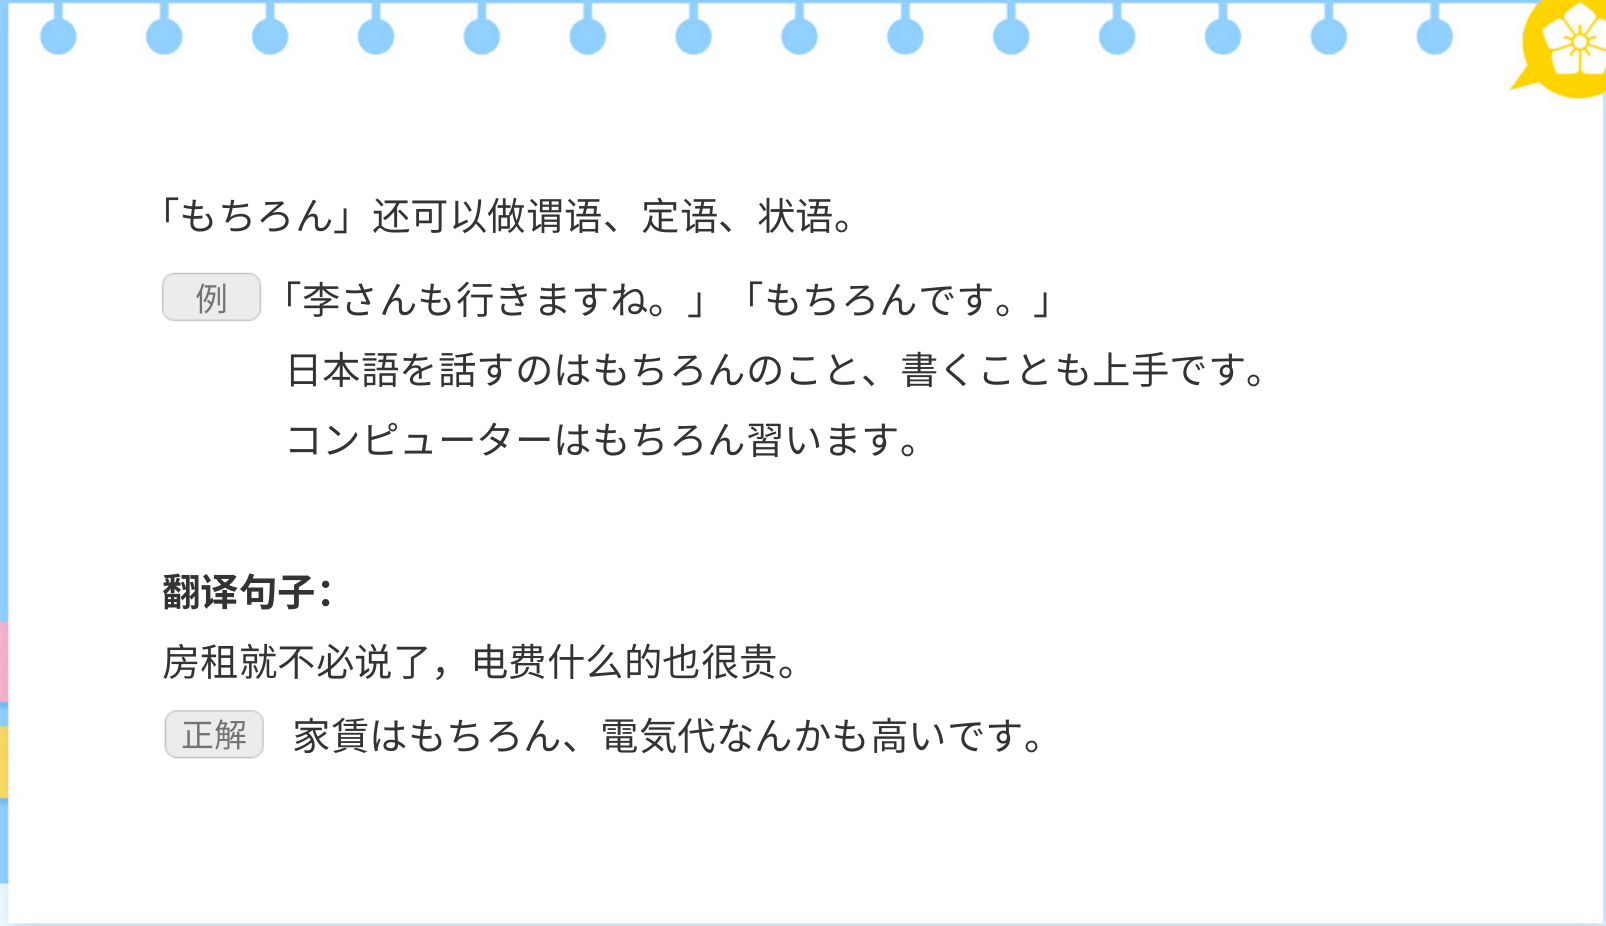 「もちろん」还可以做谓语、定语、状语。
例 「李さんも行きますね。」「もちろんです。」
日本語を話すのはもちろんのこと、書くことも上手です。
コンピューターはもちろん習います。
翻译句子：
房租就不必说了，电费什么的也很贵。
正解 家賃はもちろん、電気代なんかも高いです。